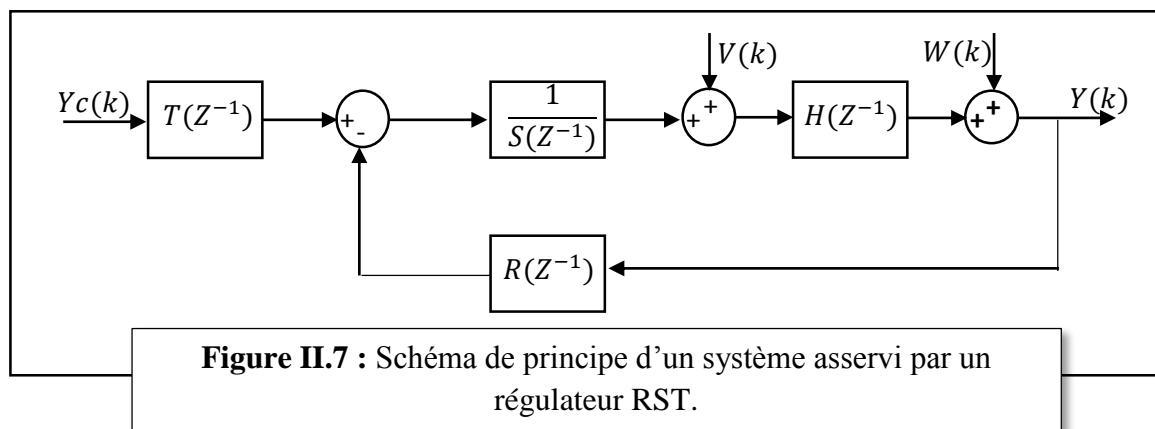 V(k)
W(k)
Yc(k)
T(Z⁻¹)
+
-
1
S(Z⁻¹)
+
+
H(Z⁻¹)
+
+
Y(k)
R(Z⁻¹)
Figure II.7 : Schéma de principe d’un système asservi par un
régulateur RST.